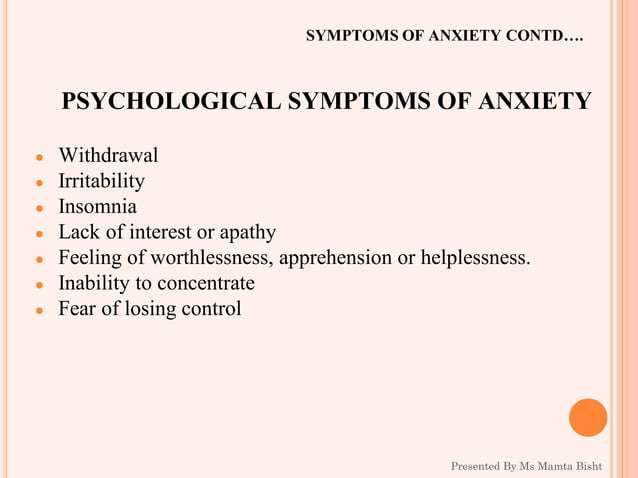 SYMPTOMS OF ANXIETY CONTD….
PSYCHOLOGICAL SYMPTOMS OF ANXIETY
● Withdrawal
● Irritability
● Insomnia
● Lack of interest or apathy
● Feeling of worthlessness, apprehension or helplessness.
● Inability to concentrate
● Fear of losing control
Presented By Ms Mamta Bisht